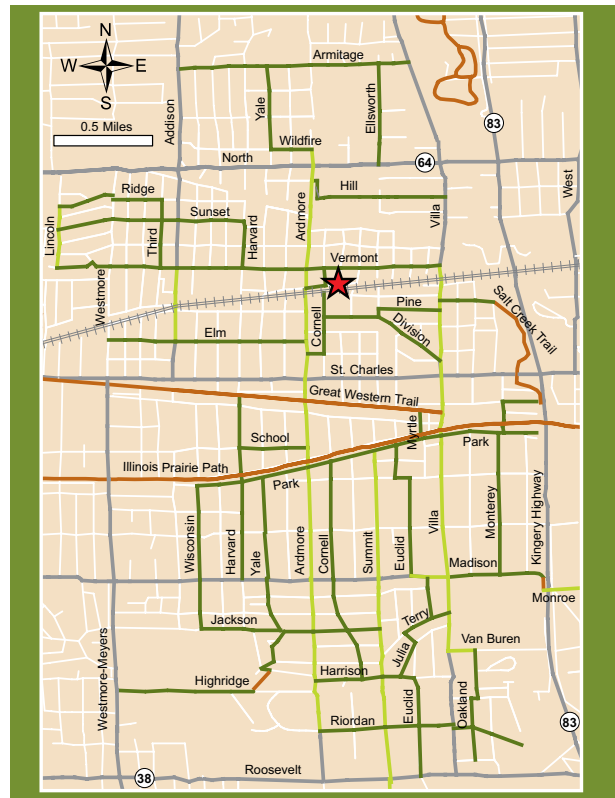 N
W E
S
0.5 Miles
Armitage
Addison
Yale
Ellsworth
Wildfire
83
North
64
West
Ridge
Hill
Ardmore
Lincoln
Sunset
Third
Harvard
Villa
Vermont
Westmore
Pine
Salt Creek Trail
Cornell
Division
Elm
St. Charles
Great Western Trail
Myrtle
School
Park
Illinois Prairie Path
Park
Wisconsin
Harvard
Yale
Ardmore
Cornell
Summit
Euclid
Villa
Monterey
Kingery Highway
Madison
Monroe
Jackson
Terry
Van Buren
Julia
Harrison
Highridge
Westmore-Meyers
Euclid
Oakland
Riordan
83
Roosevelt
38